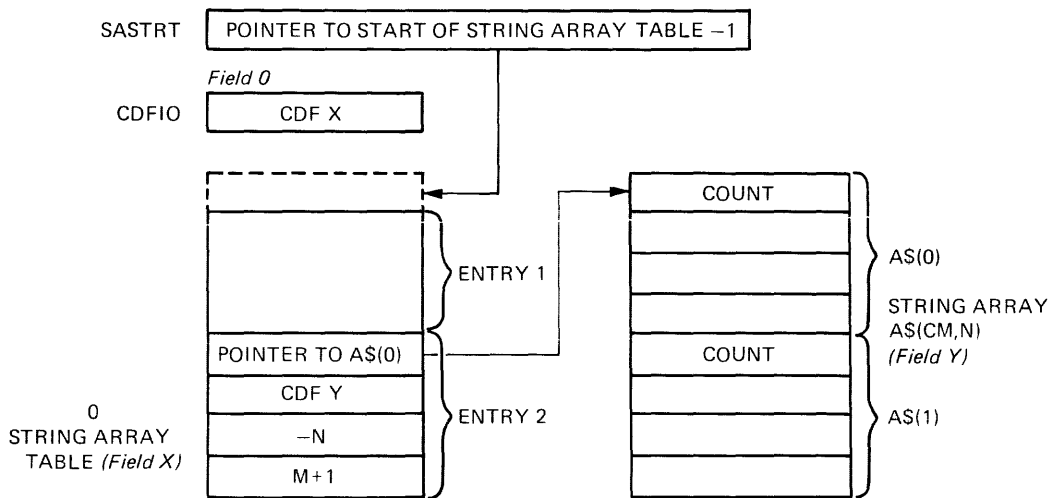 SASTRT
POINTER TO START OF STRING ARRAY TABLE –1
Field 0
CDFIO
CDF X
ENTRY 1
POINTER TO A$(0)
CDF Y
–N
M+1
ENTRY 2
0
STRING ARRAY
TABLE (Field X)
COUNT
A$(0)
STRING ARRAY
A$(CM,N)
(Field Y)
COUNT
A$(1)